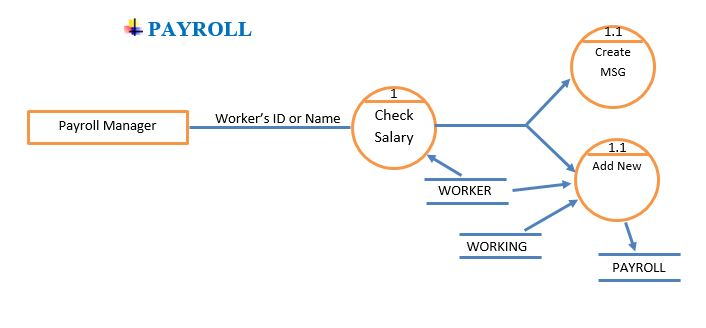 PAYROLL
1.1
Create
MSG
1
Check
Salary
Payroll Manager
Worker's ID or Name
1.1
Add New
WORKER
WORKING
PAYROLL